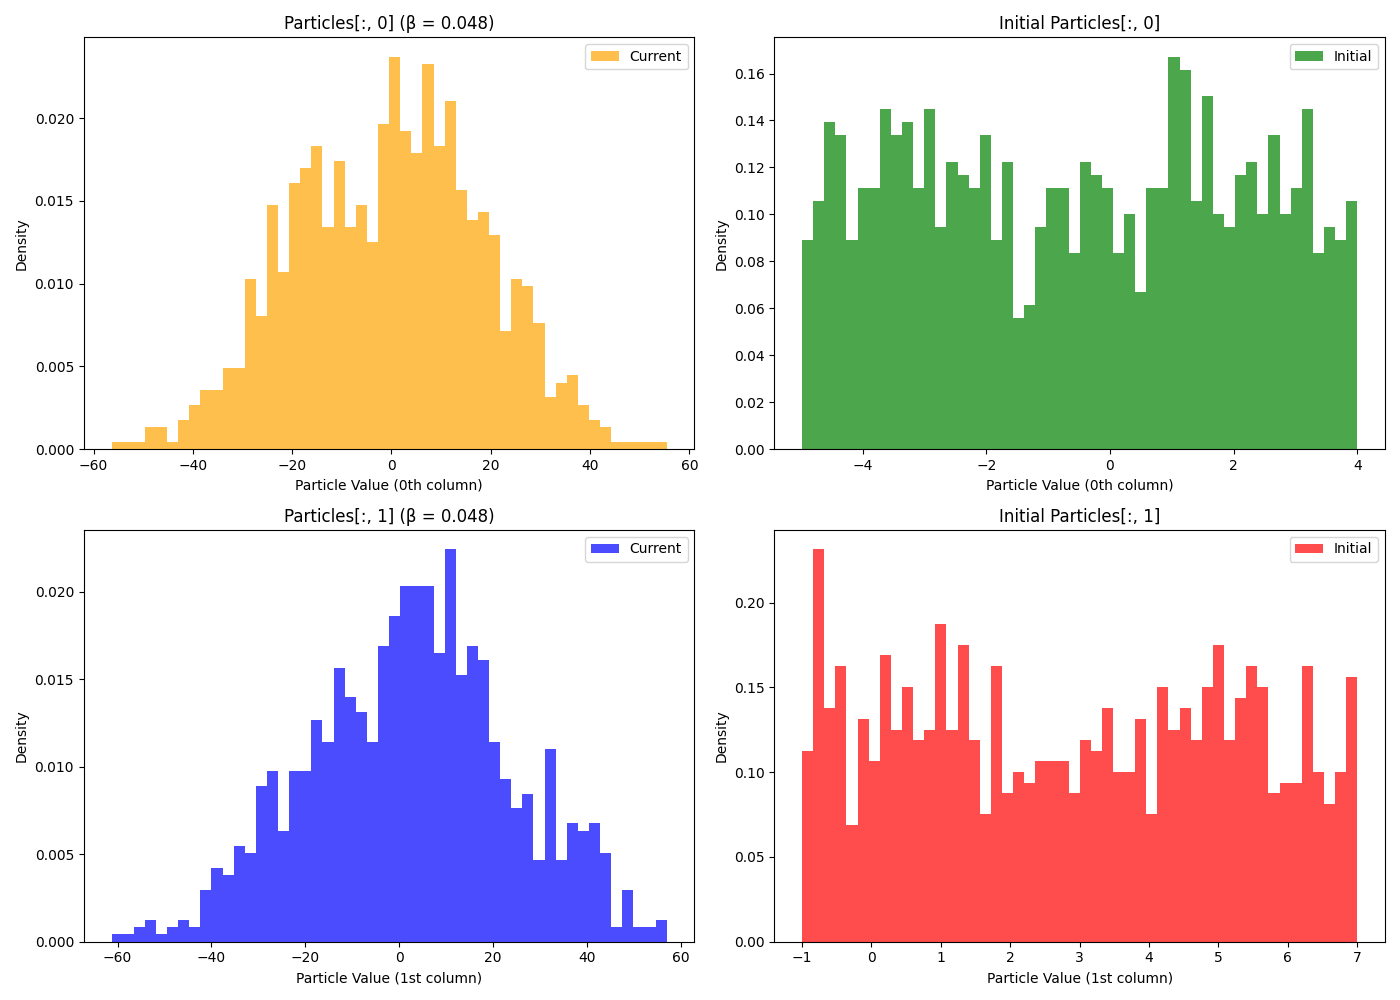 Particles[:, 0] (β = 0.048)
Current
Density
0.020
0.015
0.010
0.005
0.000
−60 −40 −20 0 20 40 60
Particle Value (0th column)
Initial Particles[:, 0]
Initial
Density
0.16
0.14
0.12
0.10
0.08
0.06
0.04
0.02
0.00
−4 −2 0 2 4
Particle Value (0th column)
Particles[:, 1] (β = 0.048)
Current
Density
0.020
0.015
0.010
0.005
0.000
−60 −40 −20 0 20 40 60
Particle Value (1st column)
Initial Particles[:, 1]
Initial
Density
0.20
0.15
0.10
0.05
0.00
−1 0 1 2 3 4 5 6 7
Particle Value (1st column)